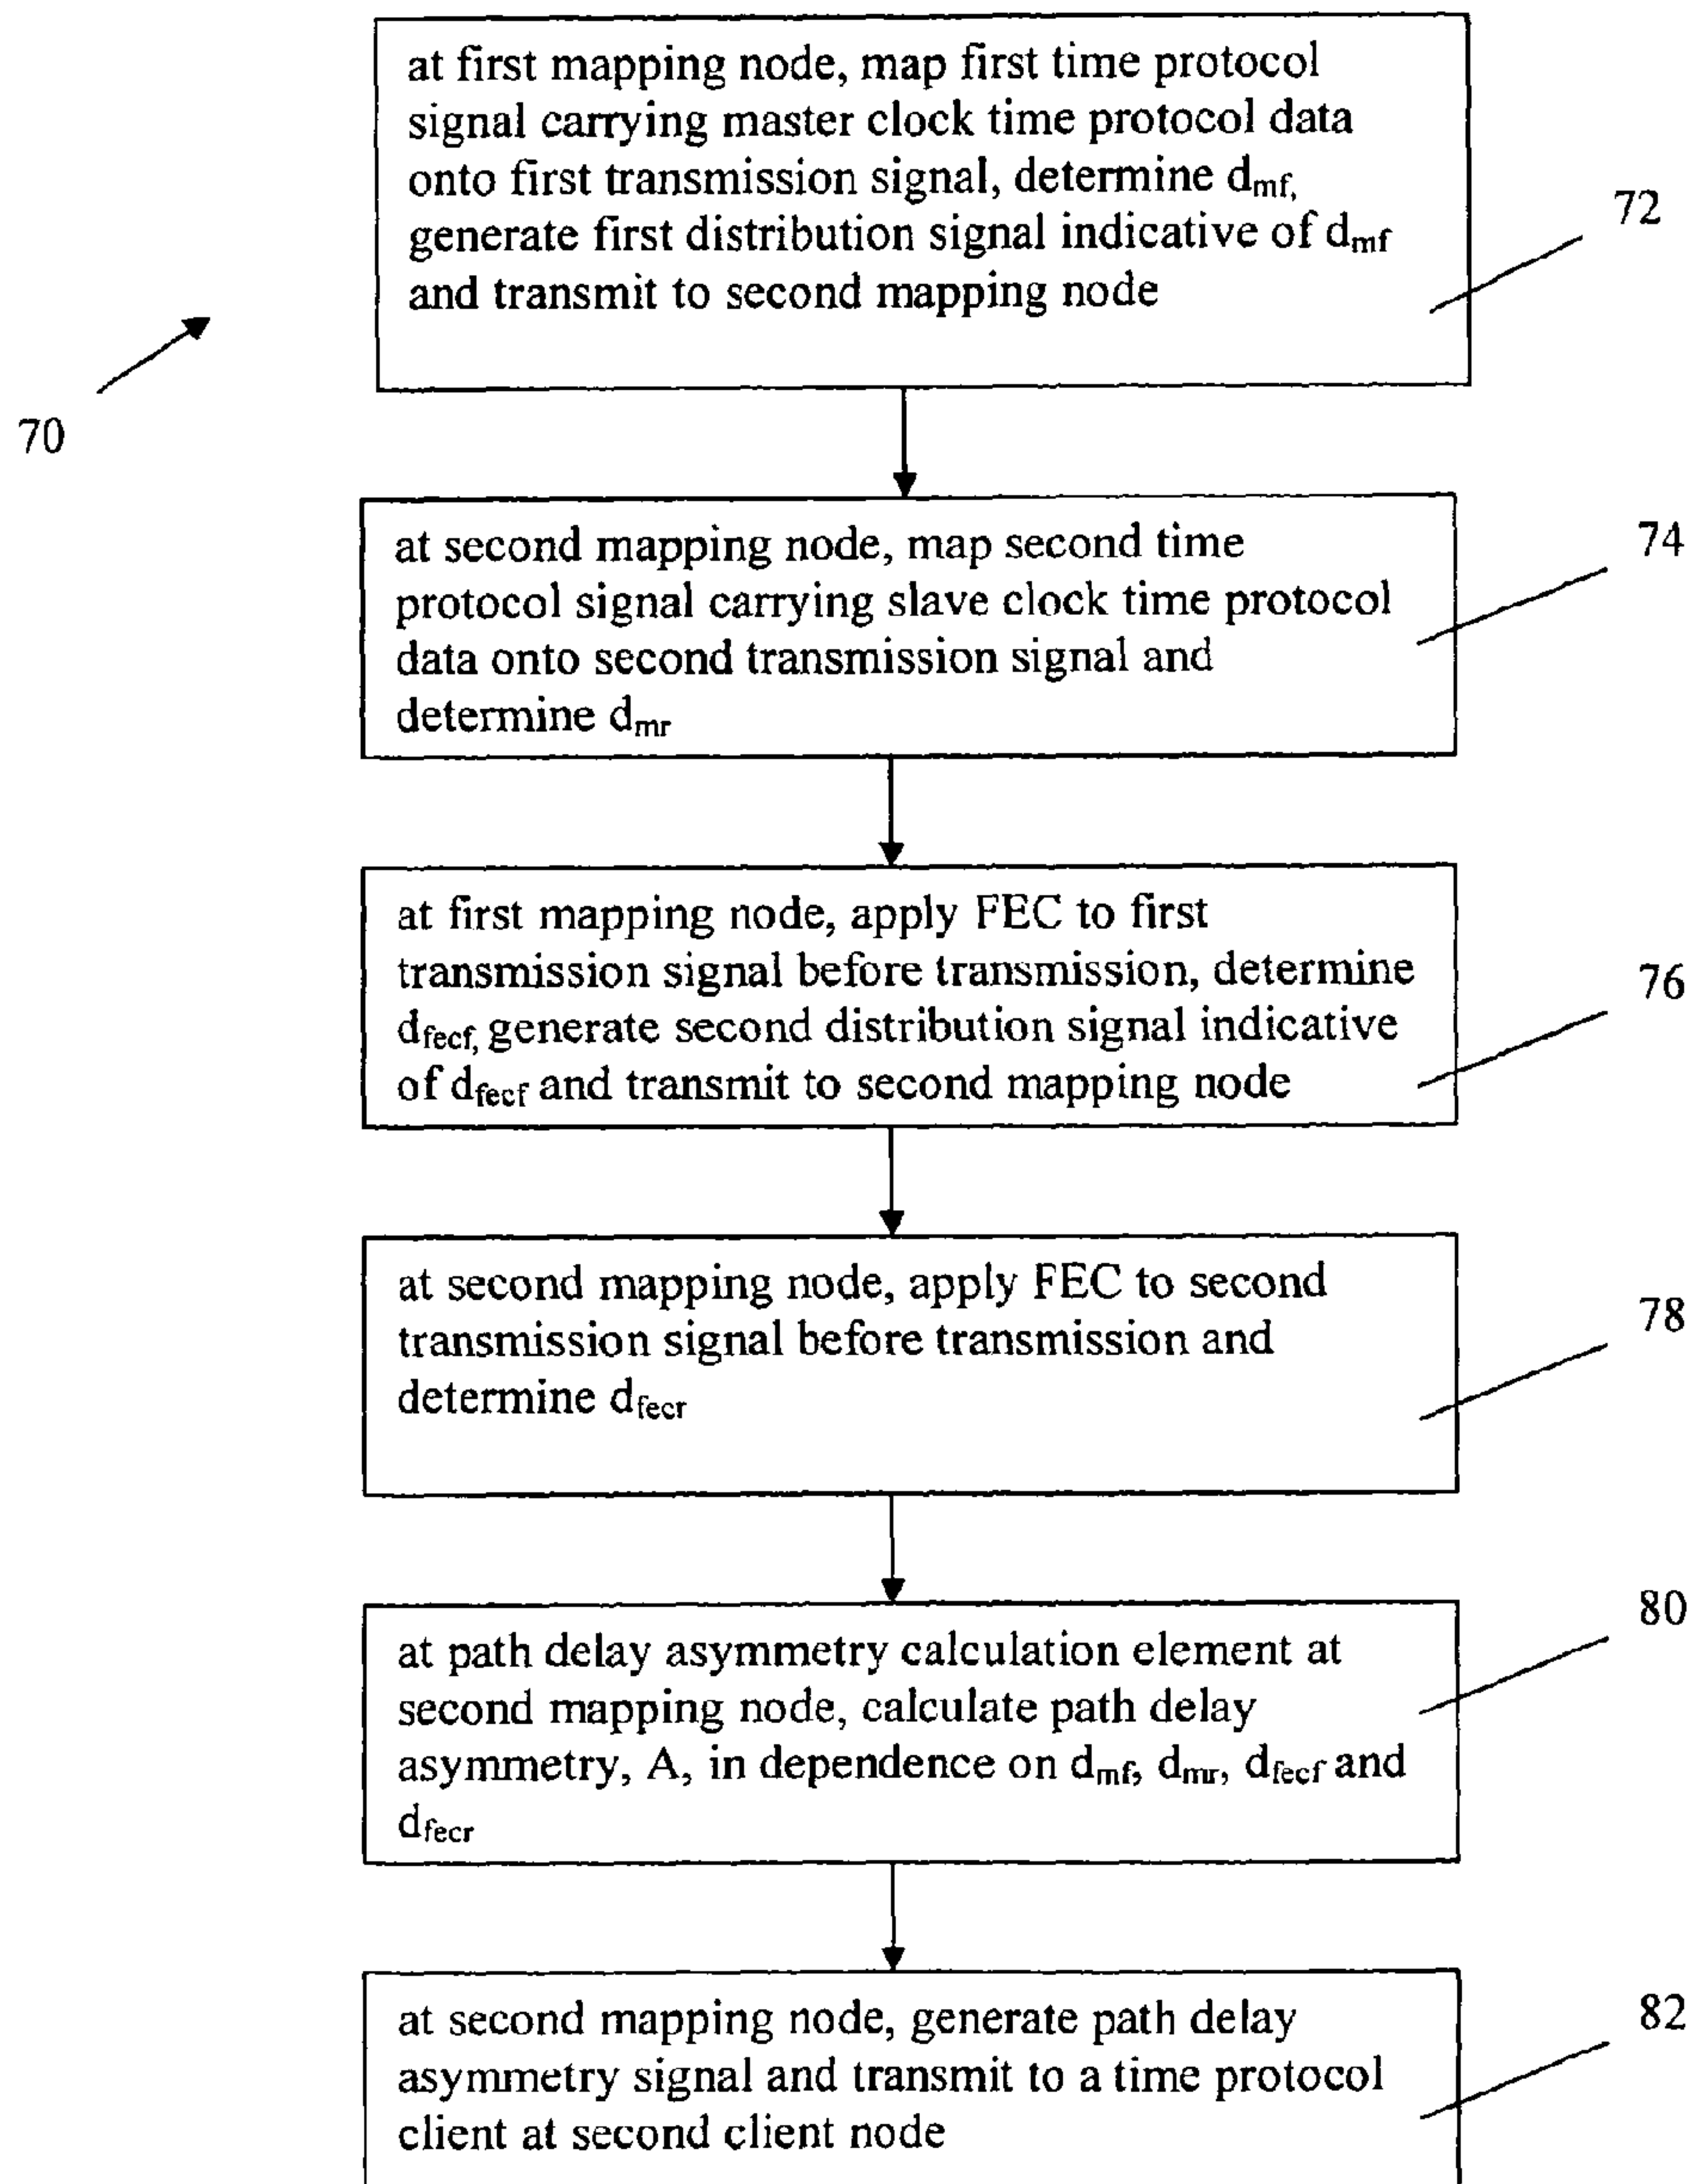 at first mapping node, map first time protocol
signal carrying master clock time protocol data
onto first transmission signal, determine dmf,
generate first distribution signal indicative of dmf
and transmit to second mapping node
72
70
at second mapping node, map second time
protocol signal carrying slave clock time protocol
data onto second transmission signal and
determine dmr
74
at first mapping node, apply FEC to first
transmission signal before transmission, determine
dfecf, generate second distribution signal indicative
of dfecf and transmit to second mapping node
76
at second mapping node, apply FEC to second
transmission signal before transmission and
determine dfecr
78
at path delay asymmetry calculation element at
second mapping node, calculate path delay
asymmetry, A, in dependence on dmf, dmr, dfecf and
dfecr
80
at second mapping node, generate path delay
asymmetry signal and transmit to a time protocol
client at second client node
82